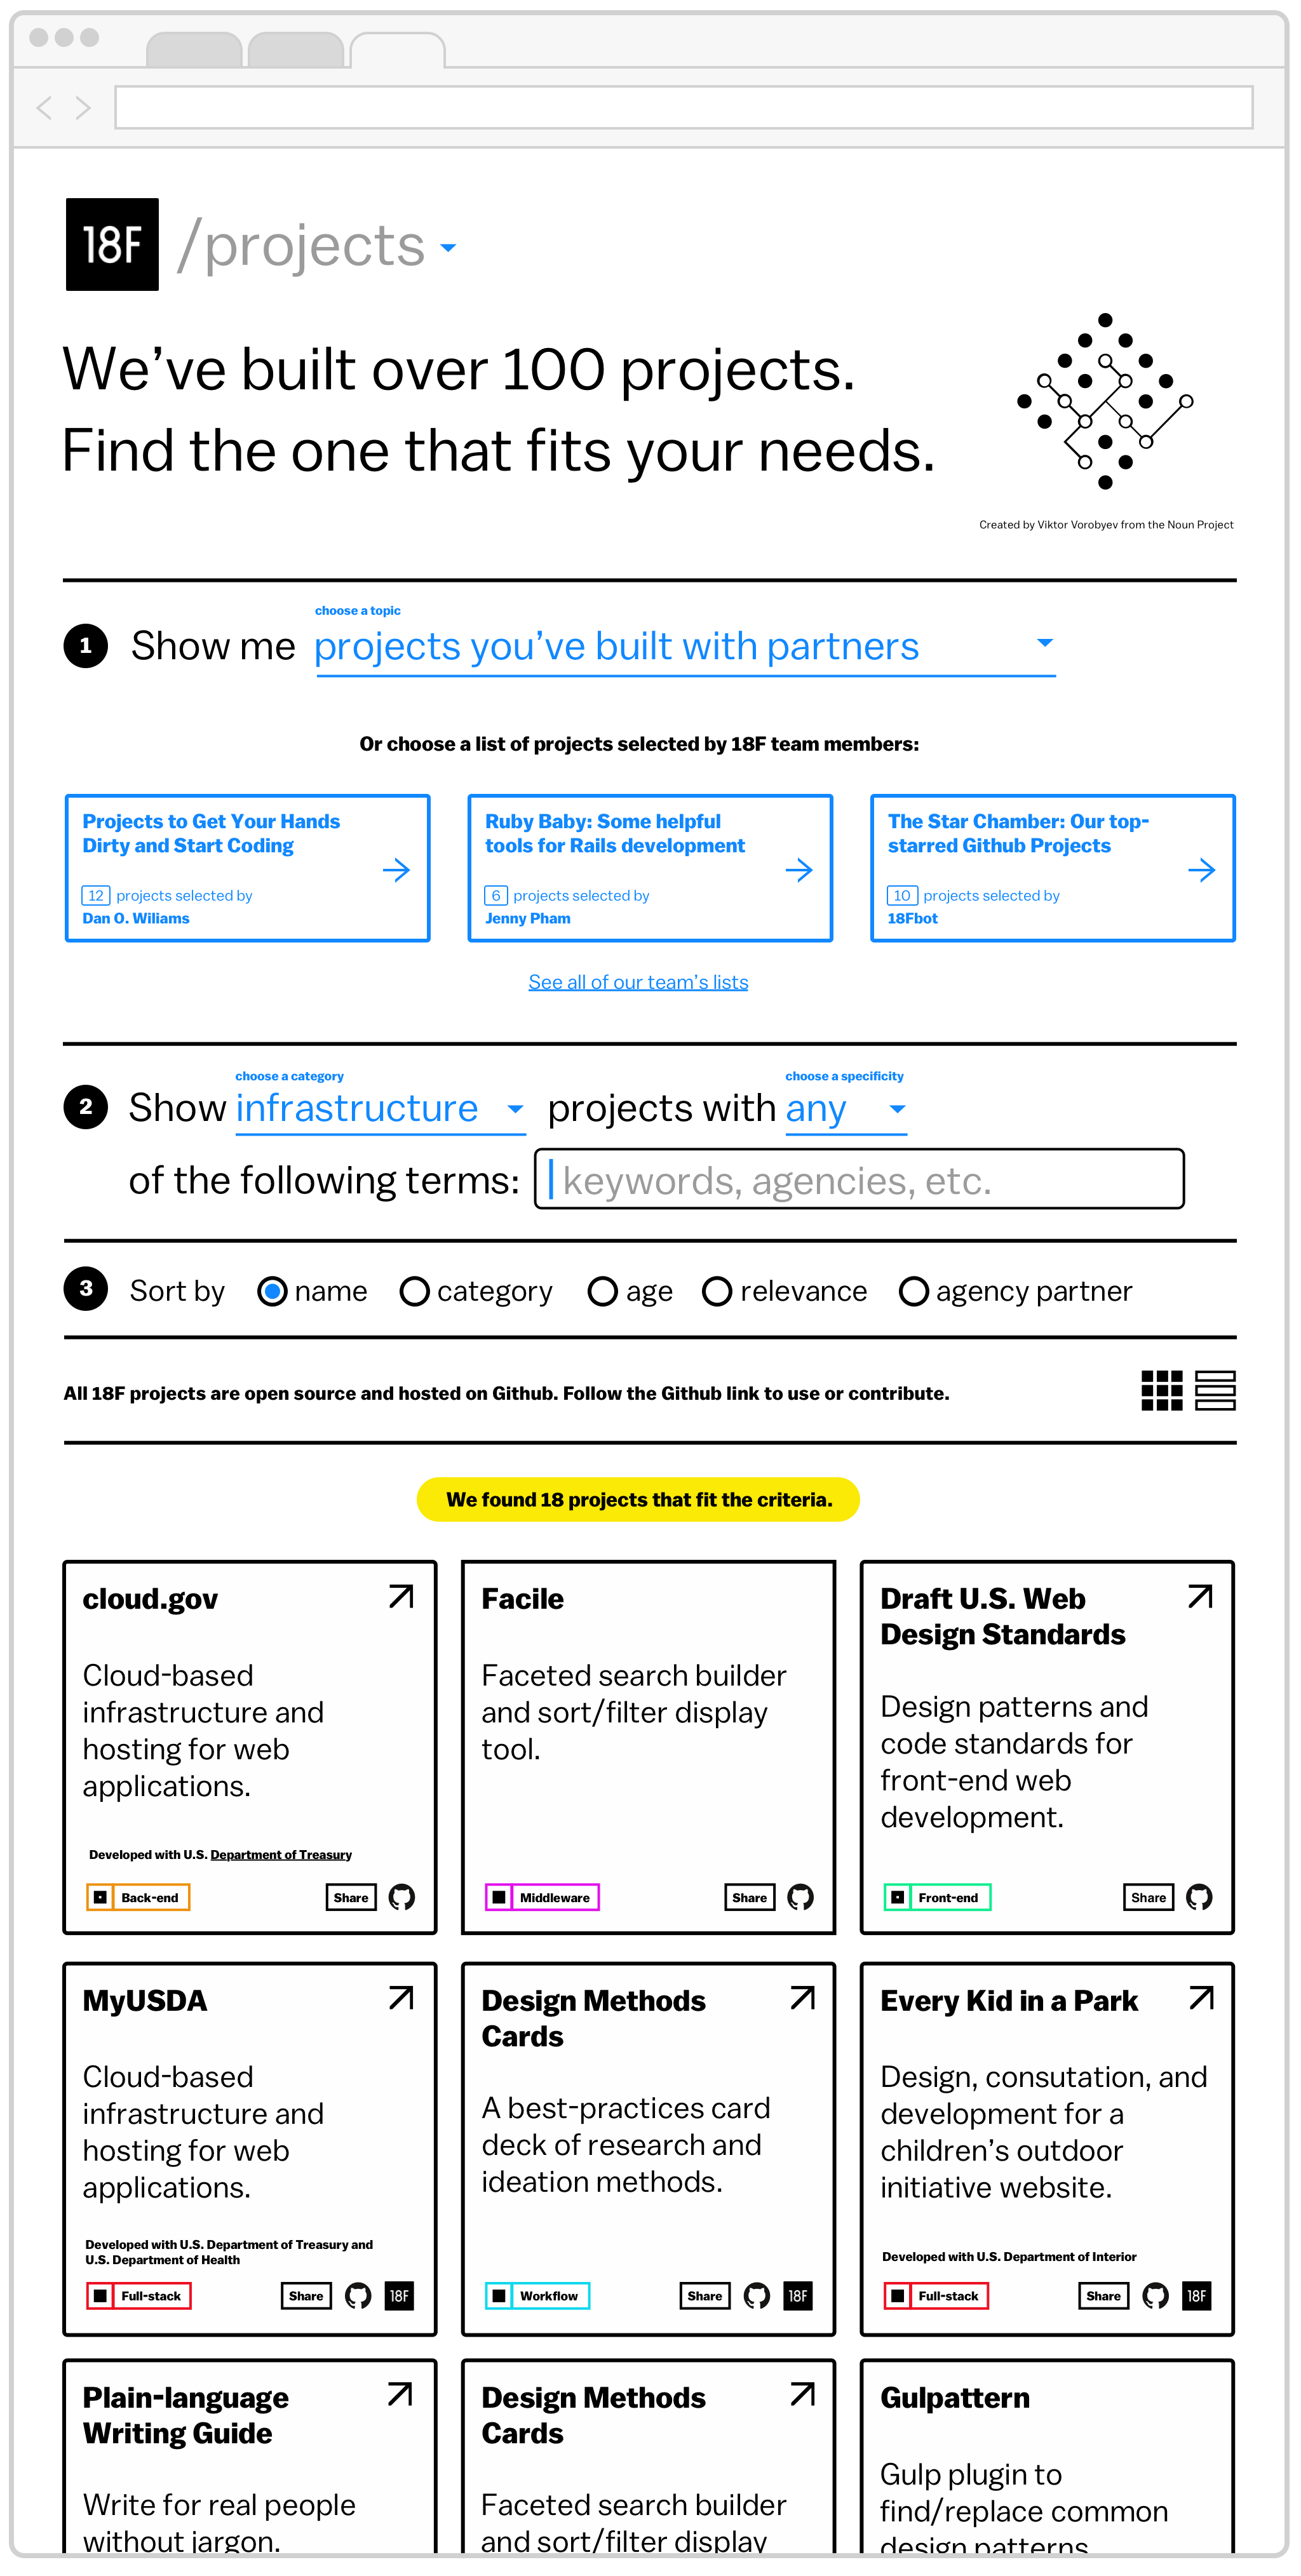 18F /projects
We’ve built over 100 projects.
Find the one that fits your needs.
Created by Viktor Vorobyev from the Noun Project
choose a topic
1 Show me projects you’ve built with partners
Or choose a list of projects selected by 18F team members:
Projects to Get Your Hands
Dirty and Start Coding
12 projects selected by
Dan O. Wiliams
Ruby Baby: Some helpful
tools for Rails development
6 projects selected by
Jenny Pham
The Star Chamber: Our top-
starred Github Projects
10 projects selected by
18Fbot
See all of our team’s lists
choose a category choose a specificity
2 Show infrastructure projects with any
of the following terms: keywords, agencies, etc.
3 Sort by name category age relevance agency partner
All 18F projects are open source and hosted on Github. Follow the Github link to use or contribute.
We found 18 projects that fit the criteria.
cloud.gov
Cloud-based
infrastructure and
hosting for web
applications.
Developed with U.S. Department of Treasury
Back-end Share
Facile
Faceted search builder
and sort/filter display
tool.
Middleware Share
Draft U.S. Web
Design Standards
Design patterns and
code standards for
front-end web
development.
Front-end Share
MyUSDA
Cloud-based
infrastructure and
hosting for web
applications.
Developed with U.S. Department of Treasury and
U.S. Department of Health
Full-stack Share 18F
Design Methods
Cards
A best-practices card
deck of research and
ideation methods.
Workflow Share 18F
Every Kid in a Park
Design, consutation, and
development for a
children’s outdoor
initiative website.
Developed with U.S. Department of Interior
Full-stack Share 18F
Plain-language
Writing Guide
Write for real people
without jargon.
Design Methods
Cards
Faceted search builder
and sort/filter display
Gulpattern
Gulp plugin to
find/replace common
design patterns